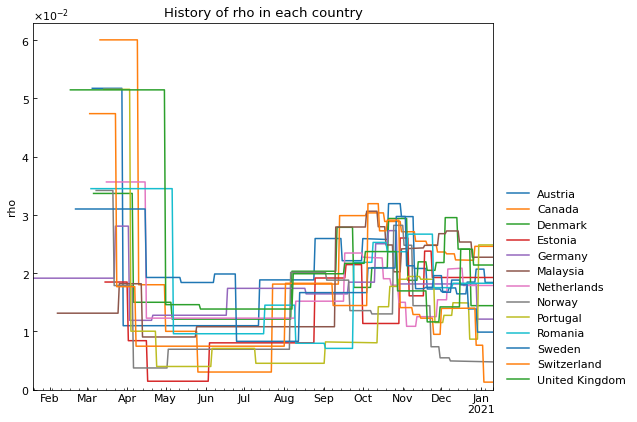 History of rho in each country
×10⁻²
6
5
4
3
2
1
0
rho
Feb Mar Apr May Jun Jul Aug Sep Oct Nov Dec Jan
2021
Austria
Canada
Denmark
Estonia
Germany
Malaysia
Netherlands
Norway
Portugal
Romania
Sweden
Switzerland
United Kingdom